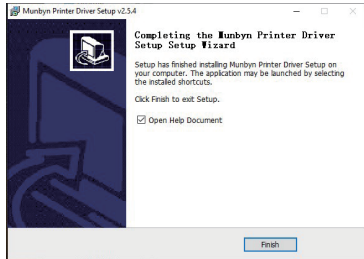 Munbyn Printer Driver Setup v2.5.4
Completing the Munbyn Printer Driver
Setup Setup Wizard
Setup has finished installing Munbyn Printer Driver Setup on
your computer. The application may be launched by selecting
the installed shortcuts.
Click Finish to exit Setup.
Open Help Document
Finish